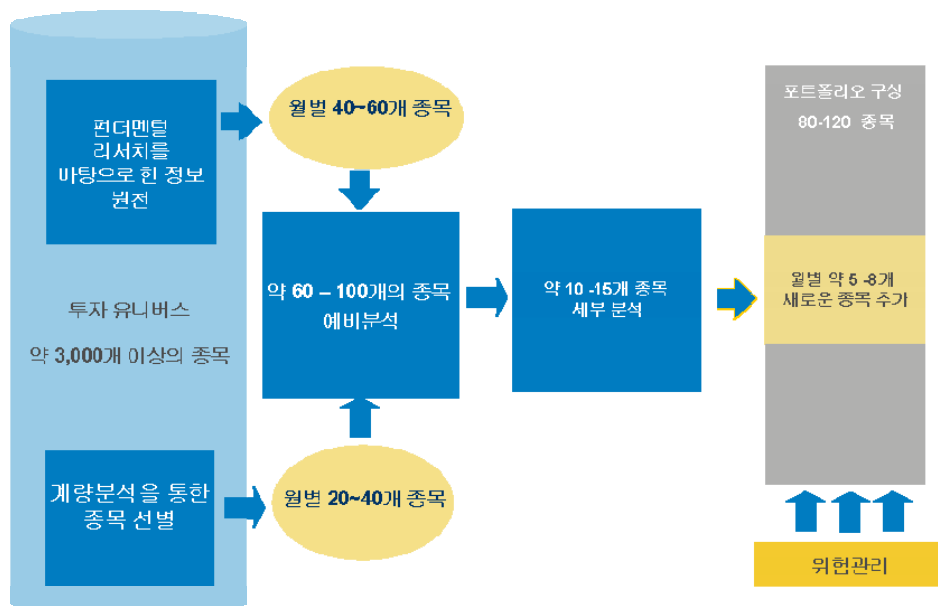 펀더멘털
리서치를
바탕으로 한 정보
원천
월별 40~60개 종목
포트폴리오 구성
80-120 종목
약 60 – 100개의 종목
예비분석
약 10 -15개 종목
세부 분석
월별 약 5 -8개
새로운 종목 추가
투자 유니버스
약 3,000개 이상의 종목
계량분석을 통한
종목 선별
월별 20~40개 종목
위험관리